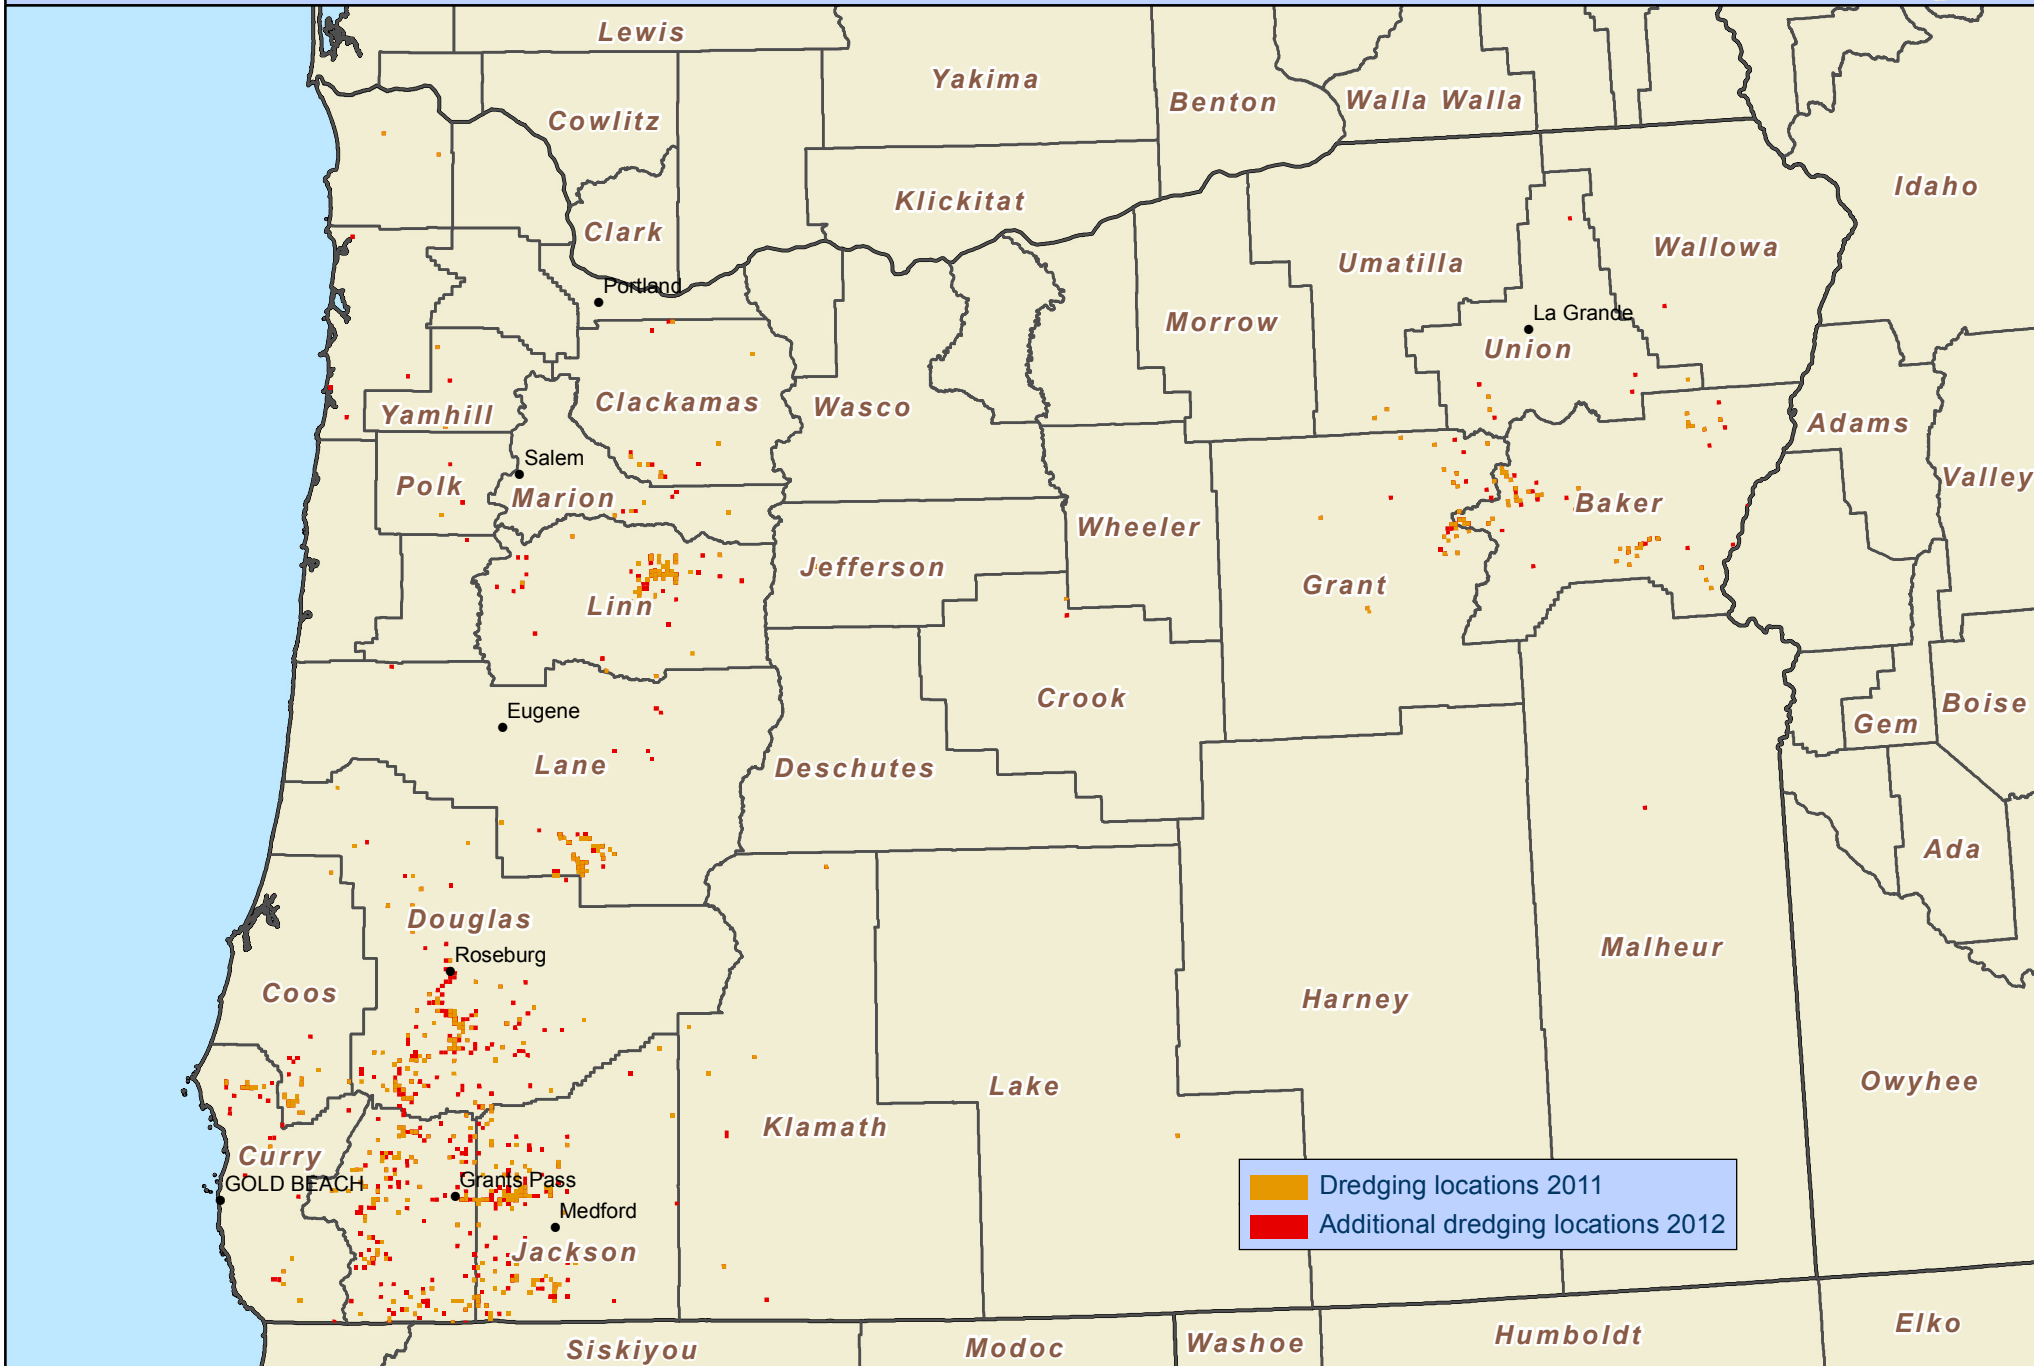 Lewis
Yakima
Benton
Walla Walla
Cowlitz
Idaho
Klickitat
Clark
Wallowa
Umatilla
Portland
La Grande
Morrow
Union
Clackamas
Wasco
Yamhill
Adams
Salem
Valley
Polk
Marion
Baker
Wheeler
Jefferson
Grant
Linn
Crook
Boise
Eugene
Gem
Lane
Deschutes
Ada
Douglas
Malheur
Roseburg
Coos
Harney
Owyhee
Lake
Klamath
Curry
GOLD BEACH
Grants Pass
Medford
Jackson
Dredging locations 2011
Additional dredging locations 2012
Elko
Humboldt
Washoe
Modoc
Siskiyou